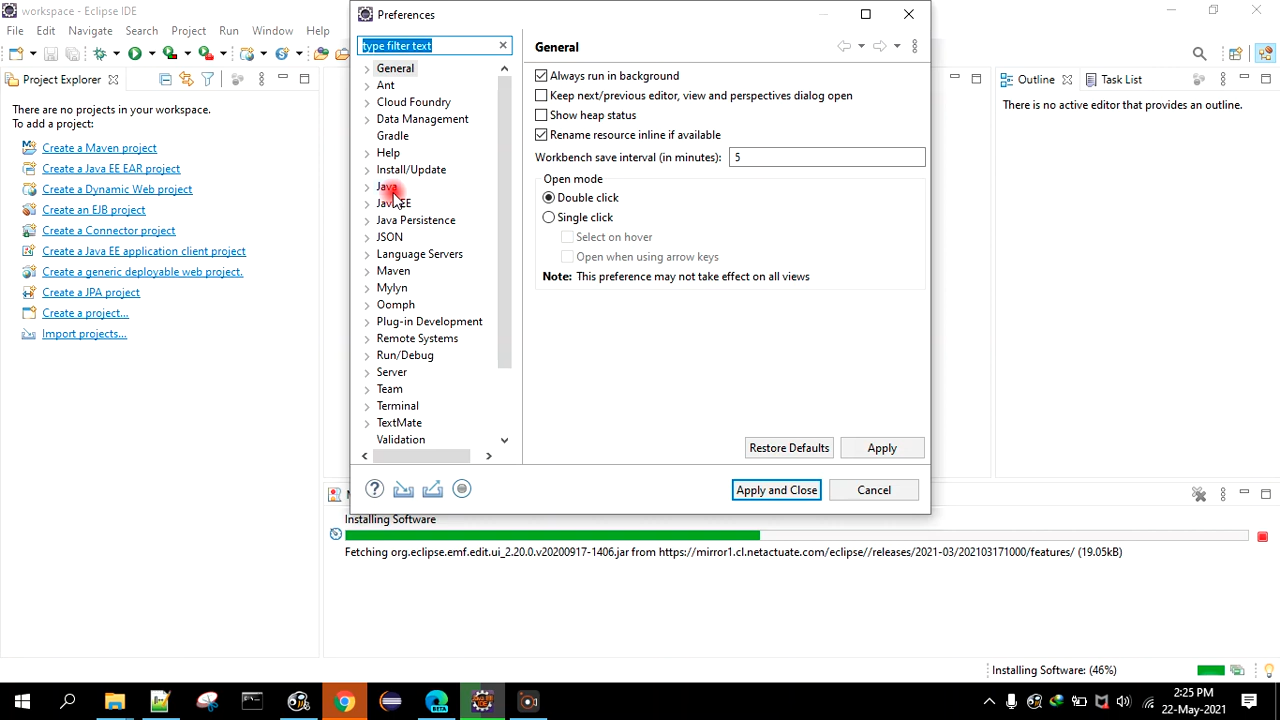 workspace - Eclipse IDE
File Edit Navigate Search Project Run Window Help
Project Explorer
There are no projects in your workspace.
To add a project:
Create a Maven project
Create a Java EE EAR project
Create a Dynamic Web project
Create an EJB project
Create a Connector project
Create a Java EE application client project
Create a generic deployable web project.
Create a JPA project
Create a project...
Import projects...
Preferences
type filter text
General
Ant
Cloud Foundry
Data Management
Gradle
Help
Install/Update
Java
Java EE
Java Persistence
JSON
Language Servers
Maven
Mylyn
Oomph
Plug-in Development
Remote Systems
Run/Debug
Server
Team
Terminal
TextMate
Validation
General
Always run in background
Keep next/previous editor, view and perspectives dialog open
Show heap status
Rename resource inline if available
Workbench save interval (in minutes): 5
Open mode
Double click
Single click
Select on hover
Open when using arrow keys
Note: This preference may not take effect on all views
Restore Defaults Apply
Apply and Close Cancel
Outline Task List
There is no active editor that provides an outline.
Installing Software
Fetching org.eclipse.emf.edit.ui_2.20.0.v20200917-1406.jar from https://mirror1.cl.netactuate.com/eclipse//releases/2021-03/202103171000/features/ (19.05kB)
Installing Software: (46%)
2:25 PM
22-May-2021